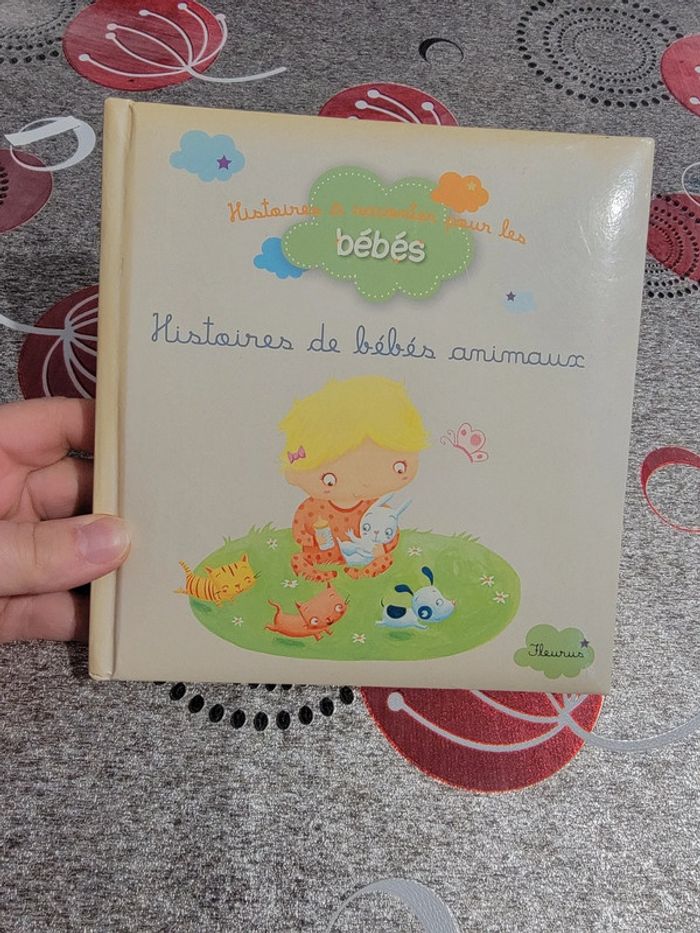 Histoires à raconter pour les
bébés
Histoires de bébés animaux
Fleurus